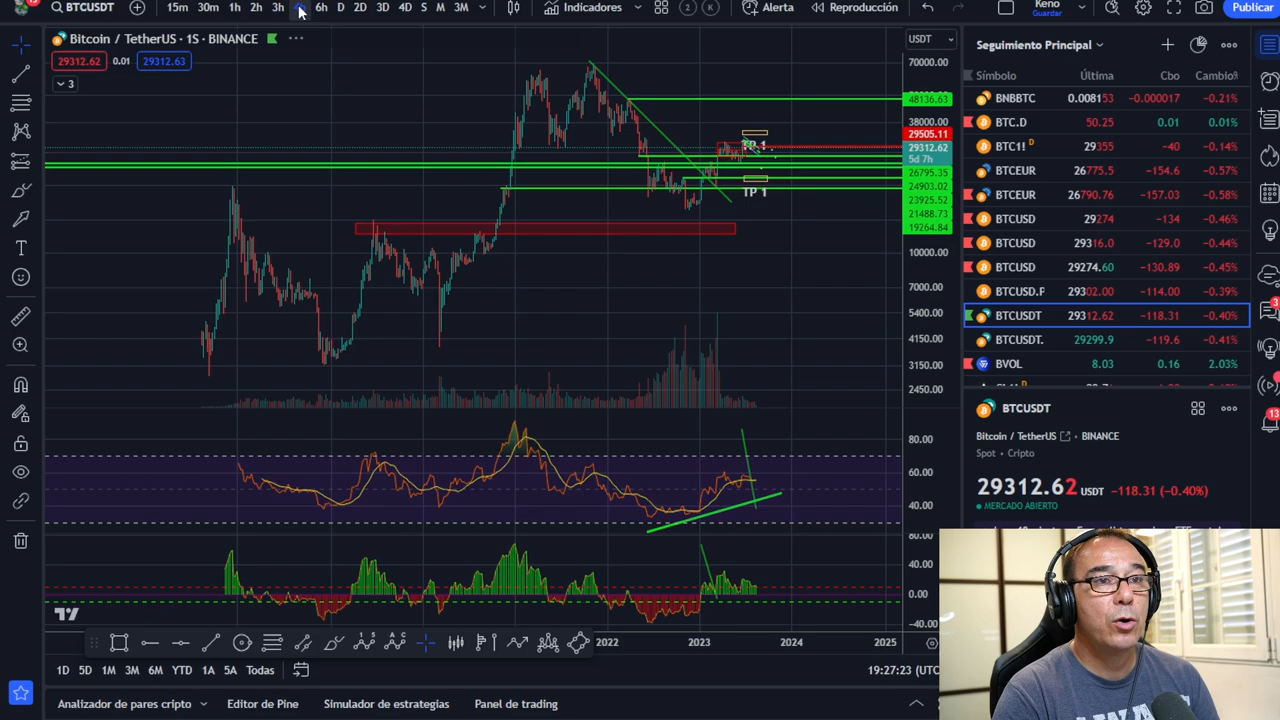 13
BTCUSDT
15m 30m 1h 2h 3h 6h D 2D 3D 4D S M 3M
Indicadores
2 K
Alerta
Reproducción
Keno
Guardar
Publicar
Bitcoin / TetherUS · 1S · BINANCE
29312.62 0.01 29312.63
3
USDT
70000.00
48136.63
38000.00
29505.11
29312.62
5d 7h
26795.35
24903.02
23925.52
21488.73
19264.84
10000.00
7000.00
5400.00
4150.00
3150.00
2450.00
TP 1
TP 1
80.00
60.00
40.00
40.00
0.00
-40.00
2022 2023 2024 2025
1D 5D 1M 3M 6M YTD 1A 5A Todas
19:27:23 (UTC
Analizador de pares cripto
Editor de Pine
Simulador de estrategias
Panel de trading
Seguimiento Principal
Símbolo Última Cbo Cambio%
BNBBTC 0.008153 -0.000017 -0.21%
BTC.D 50.25 0.01 0.01%
BTC1! D 29355 -40 -0.14%
BTCEUR 26775.5 -154.6 -0.57%
BTCEUR 26790.76 -157.03 -0.58%
BTCUSD 29274 -134 -0.46%
BTCUSD 29316.0 -129.0 -0.44%
BTCUSD 29274.60 -130.89 -0.45%
BTCUSD.P 29302.00 -114.00 -0.39%
BTCUSDT 29312.62 -118.31 -0.40%
BTCUSDT. 29299.9 -119.6 -0.41%
BVOL 8.03 0.16 2.03%
BTCUSDT
Bitcoin / TetherUS · BINANCE
Spot · Cripto
29312.62 USDT -118.31 (-0.40%)
MERCADO ABIERTO
3
13